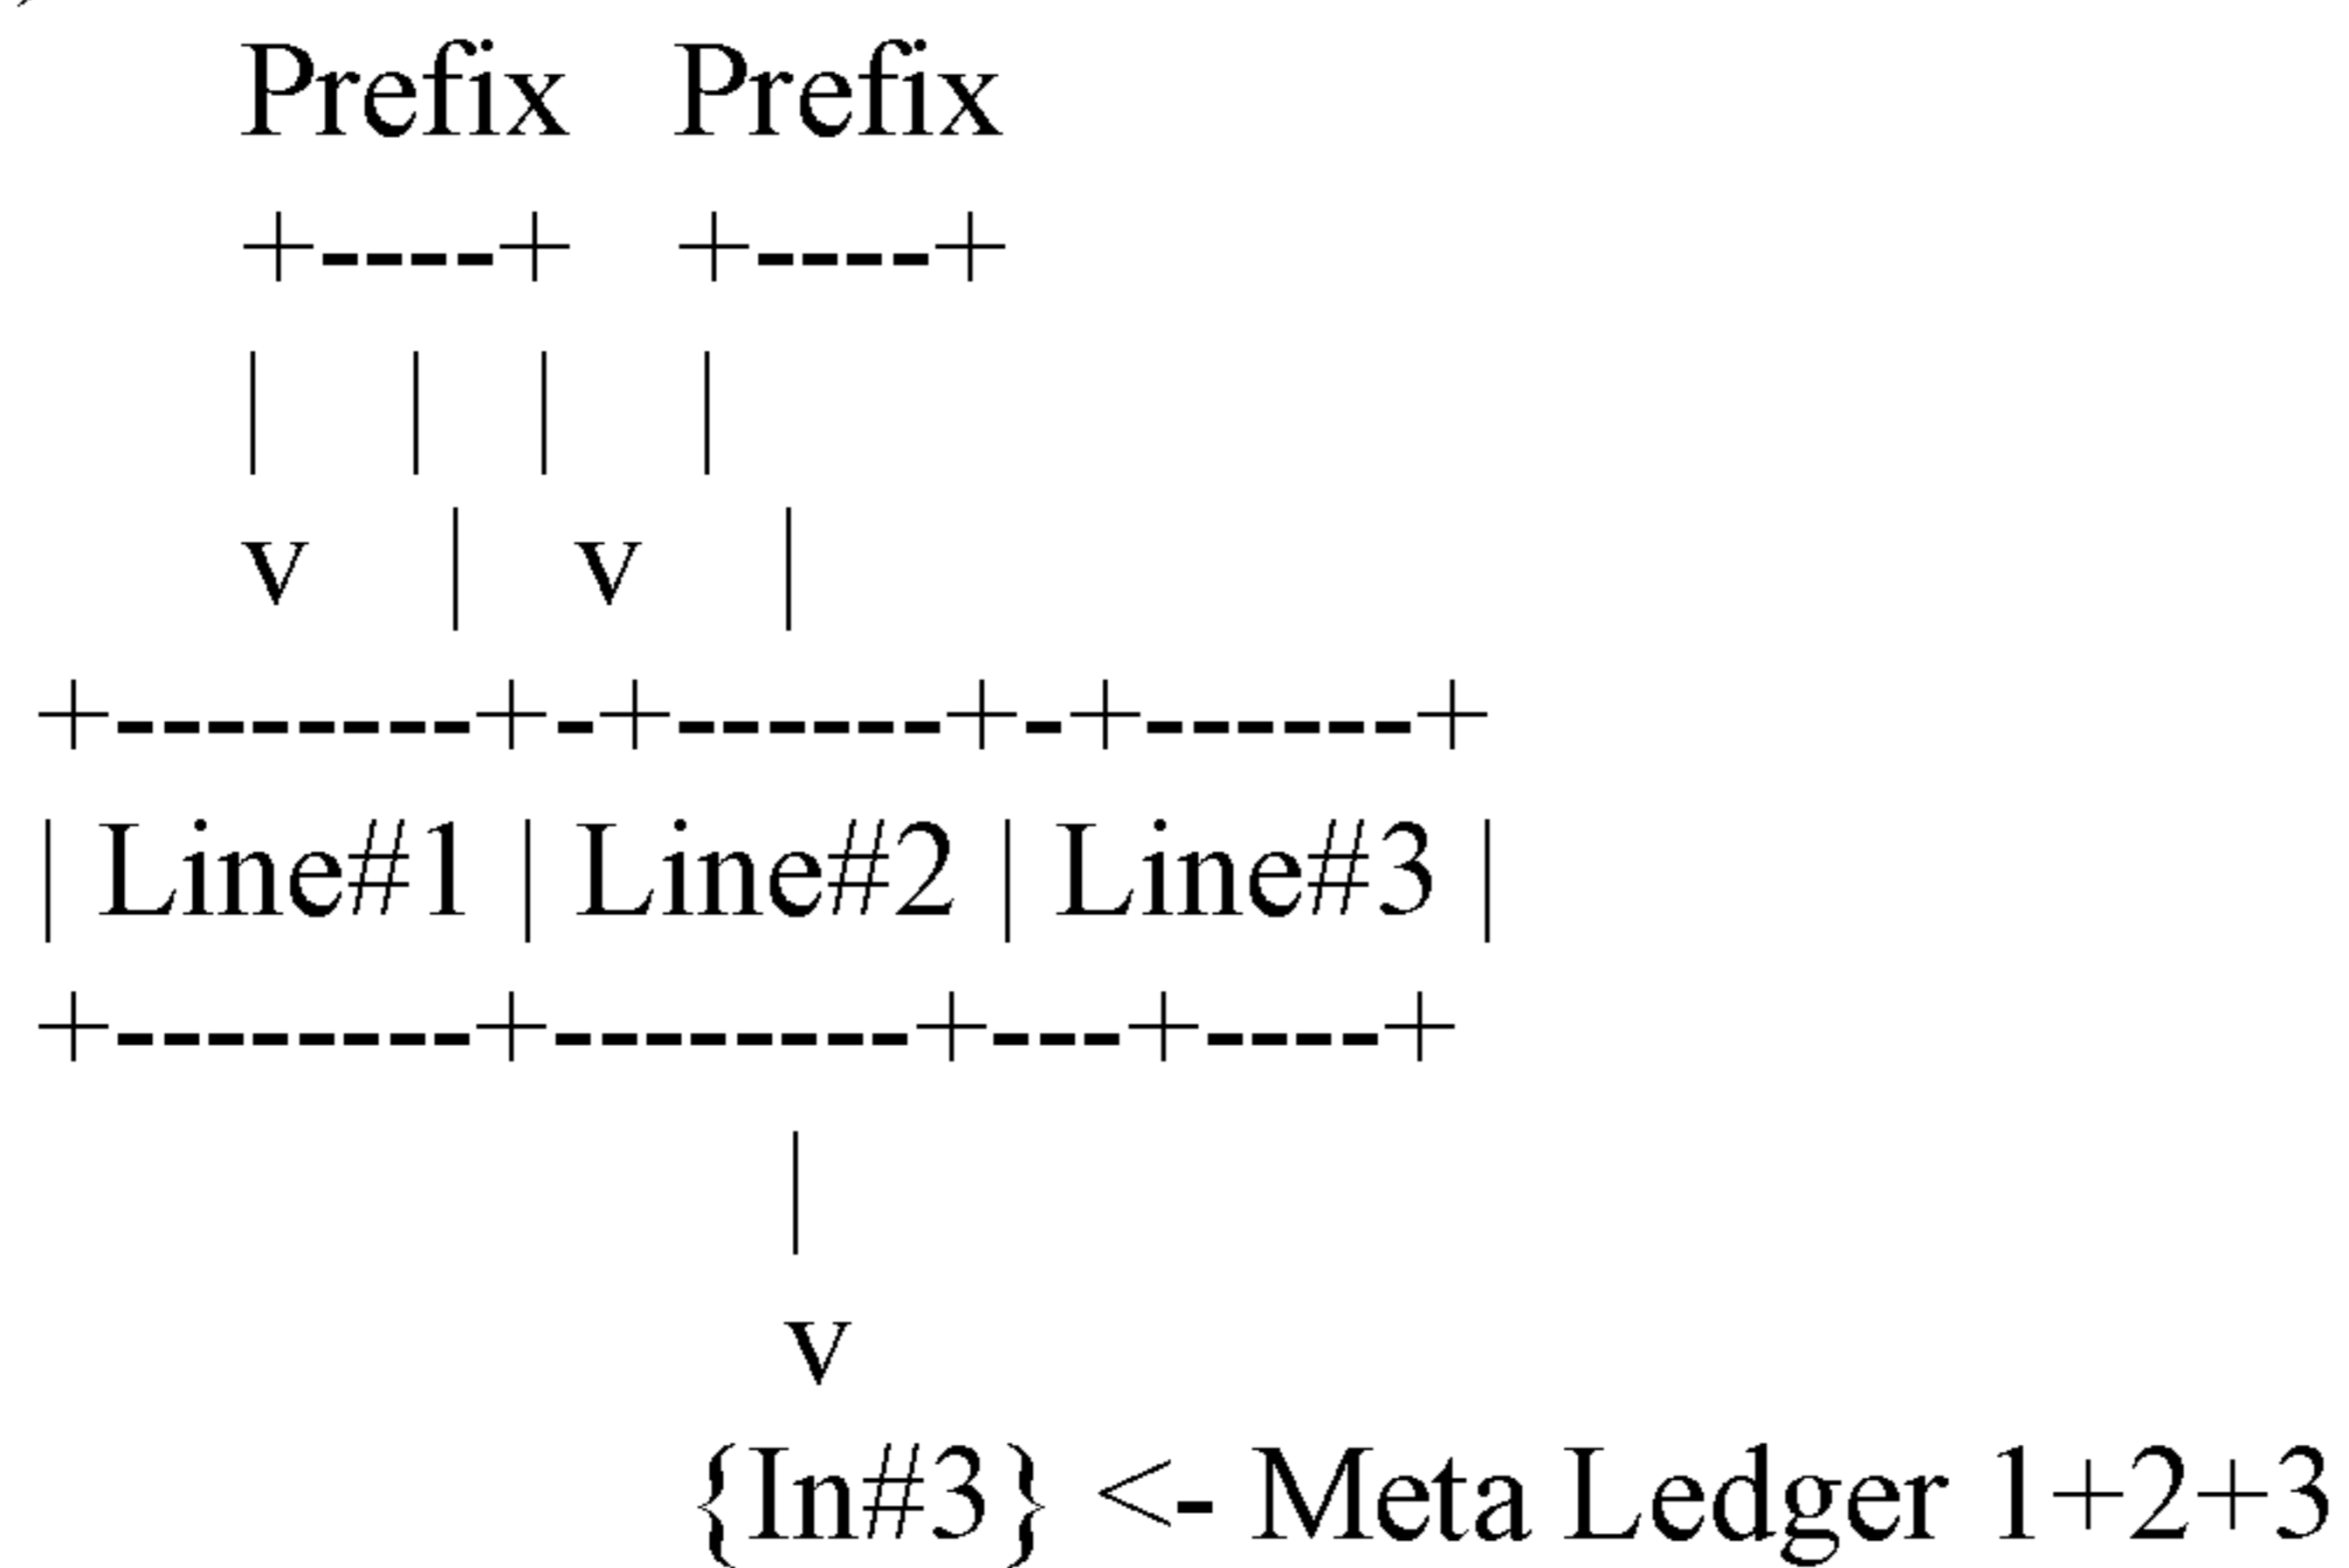 Prefix Prefix
+----+ +----+
| | | |
v | v |
+--------+-+------+-+------+
| Line#1 | Line#2 | Line#3 |
+--------+--------+---+----+
|
v
{In#3} <- Meta Ledger 1+2+3